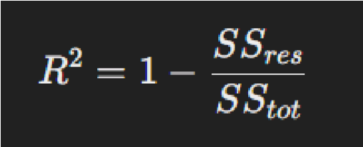 R² = 1 − SS_res / SS_tot